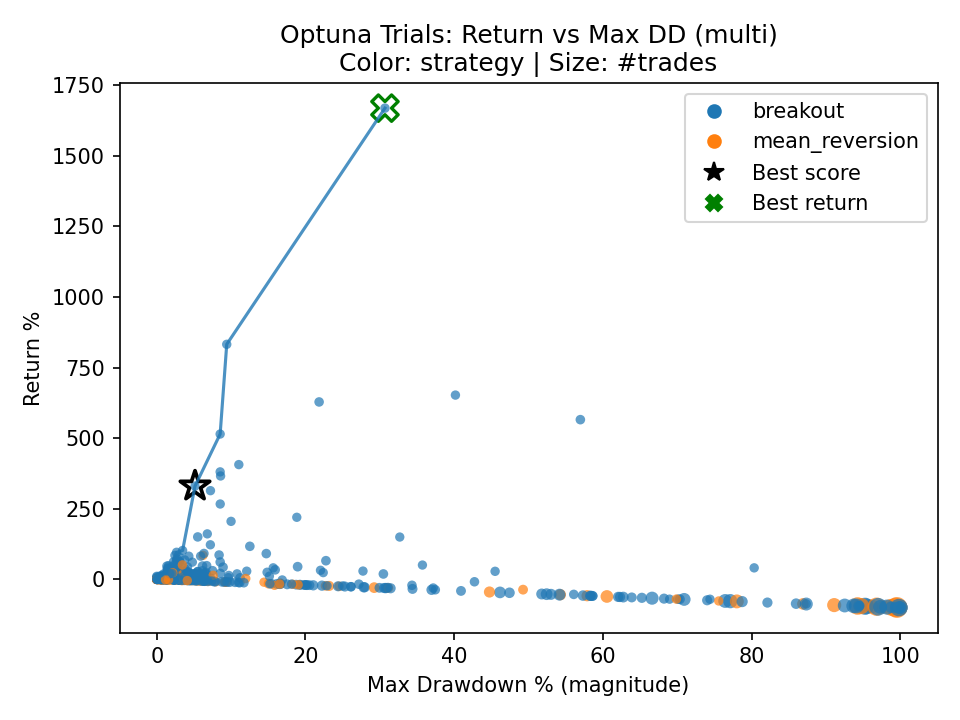 Optuna Trials: Return vs Max DD (multi)
Color: strategy | Size: #trades
1750
1500
1250
1000
750
500
250
0
Return %
breakout
mean_reversion
Best score
Best return
0 20 40 60 80 100
Max Drawdown % (magnitude)